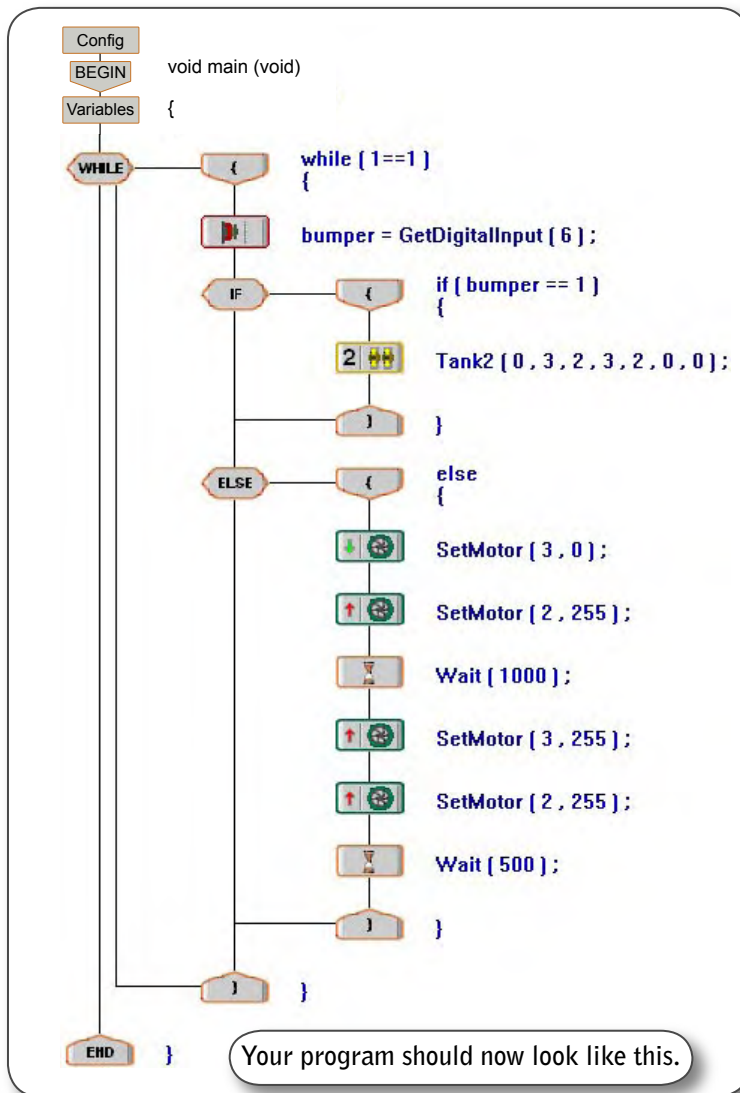 Config
BEGIN void main (void)
Variables {
WHILE { while ( 1==1 )
{
bumper = GetDigitalInput ( 6 ) ;
IF { if ( bumper == 1 )
{
2 Tank2 ( 0 , 3 , 2 , 3 , 2 , 0 , 0 ) ;
} }
ELSE { else
{
SetMotor ( 3 , 0 ) ;
SetMotor ( 2 , 255 ) ;
Wait ( 1000 ) ;
SetMotor ( 3 , 255 ) ;
SetMotor ( 2 , 255 ) ;
Wait ( 500 ) ;
} }
} }
END }
Your program should now look like this.